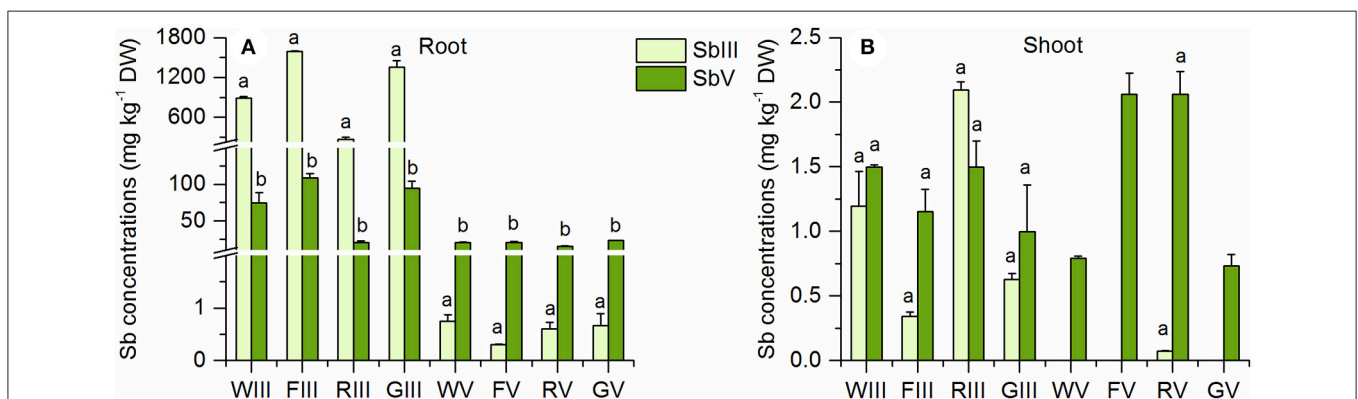 A
Root
SbIII
SbV
Sb concentrations (mg kg⁻¹ DW)
1800
1200
600
100
50
1
0
a a a a a a a a
b b b b b b b b
WIII FIII RIII GIII WV FV RV GV
B
Shoot
Sb concentrations (mg kg⁻¹ DW)
2.5
2.0
1.5
1.0
0.5
0.0
a a a a a a a a a a
WIII FIII RIII GIII WV FV RV GV